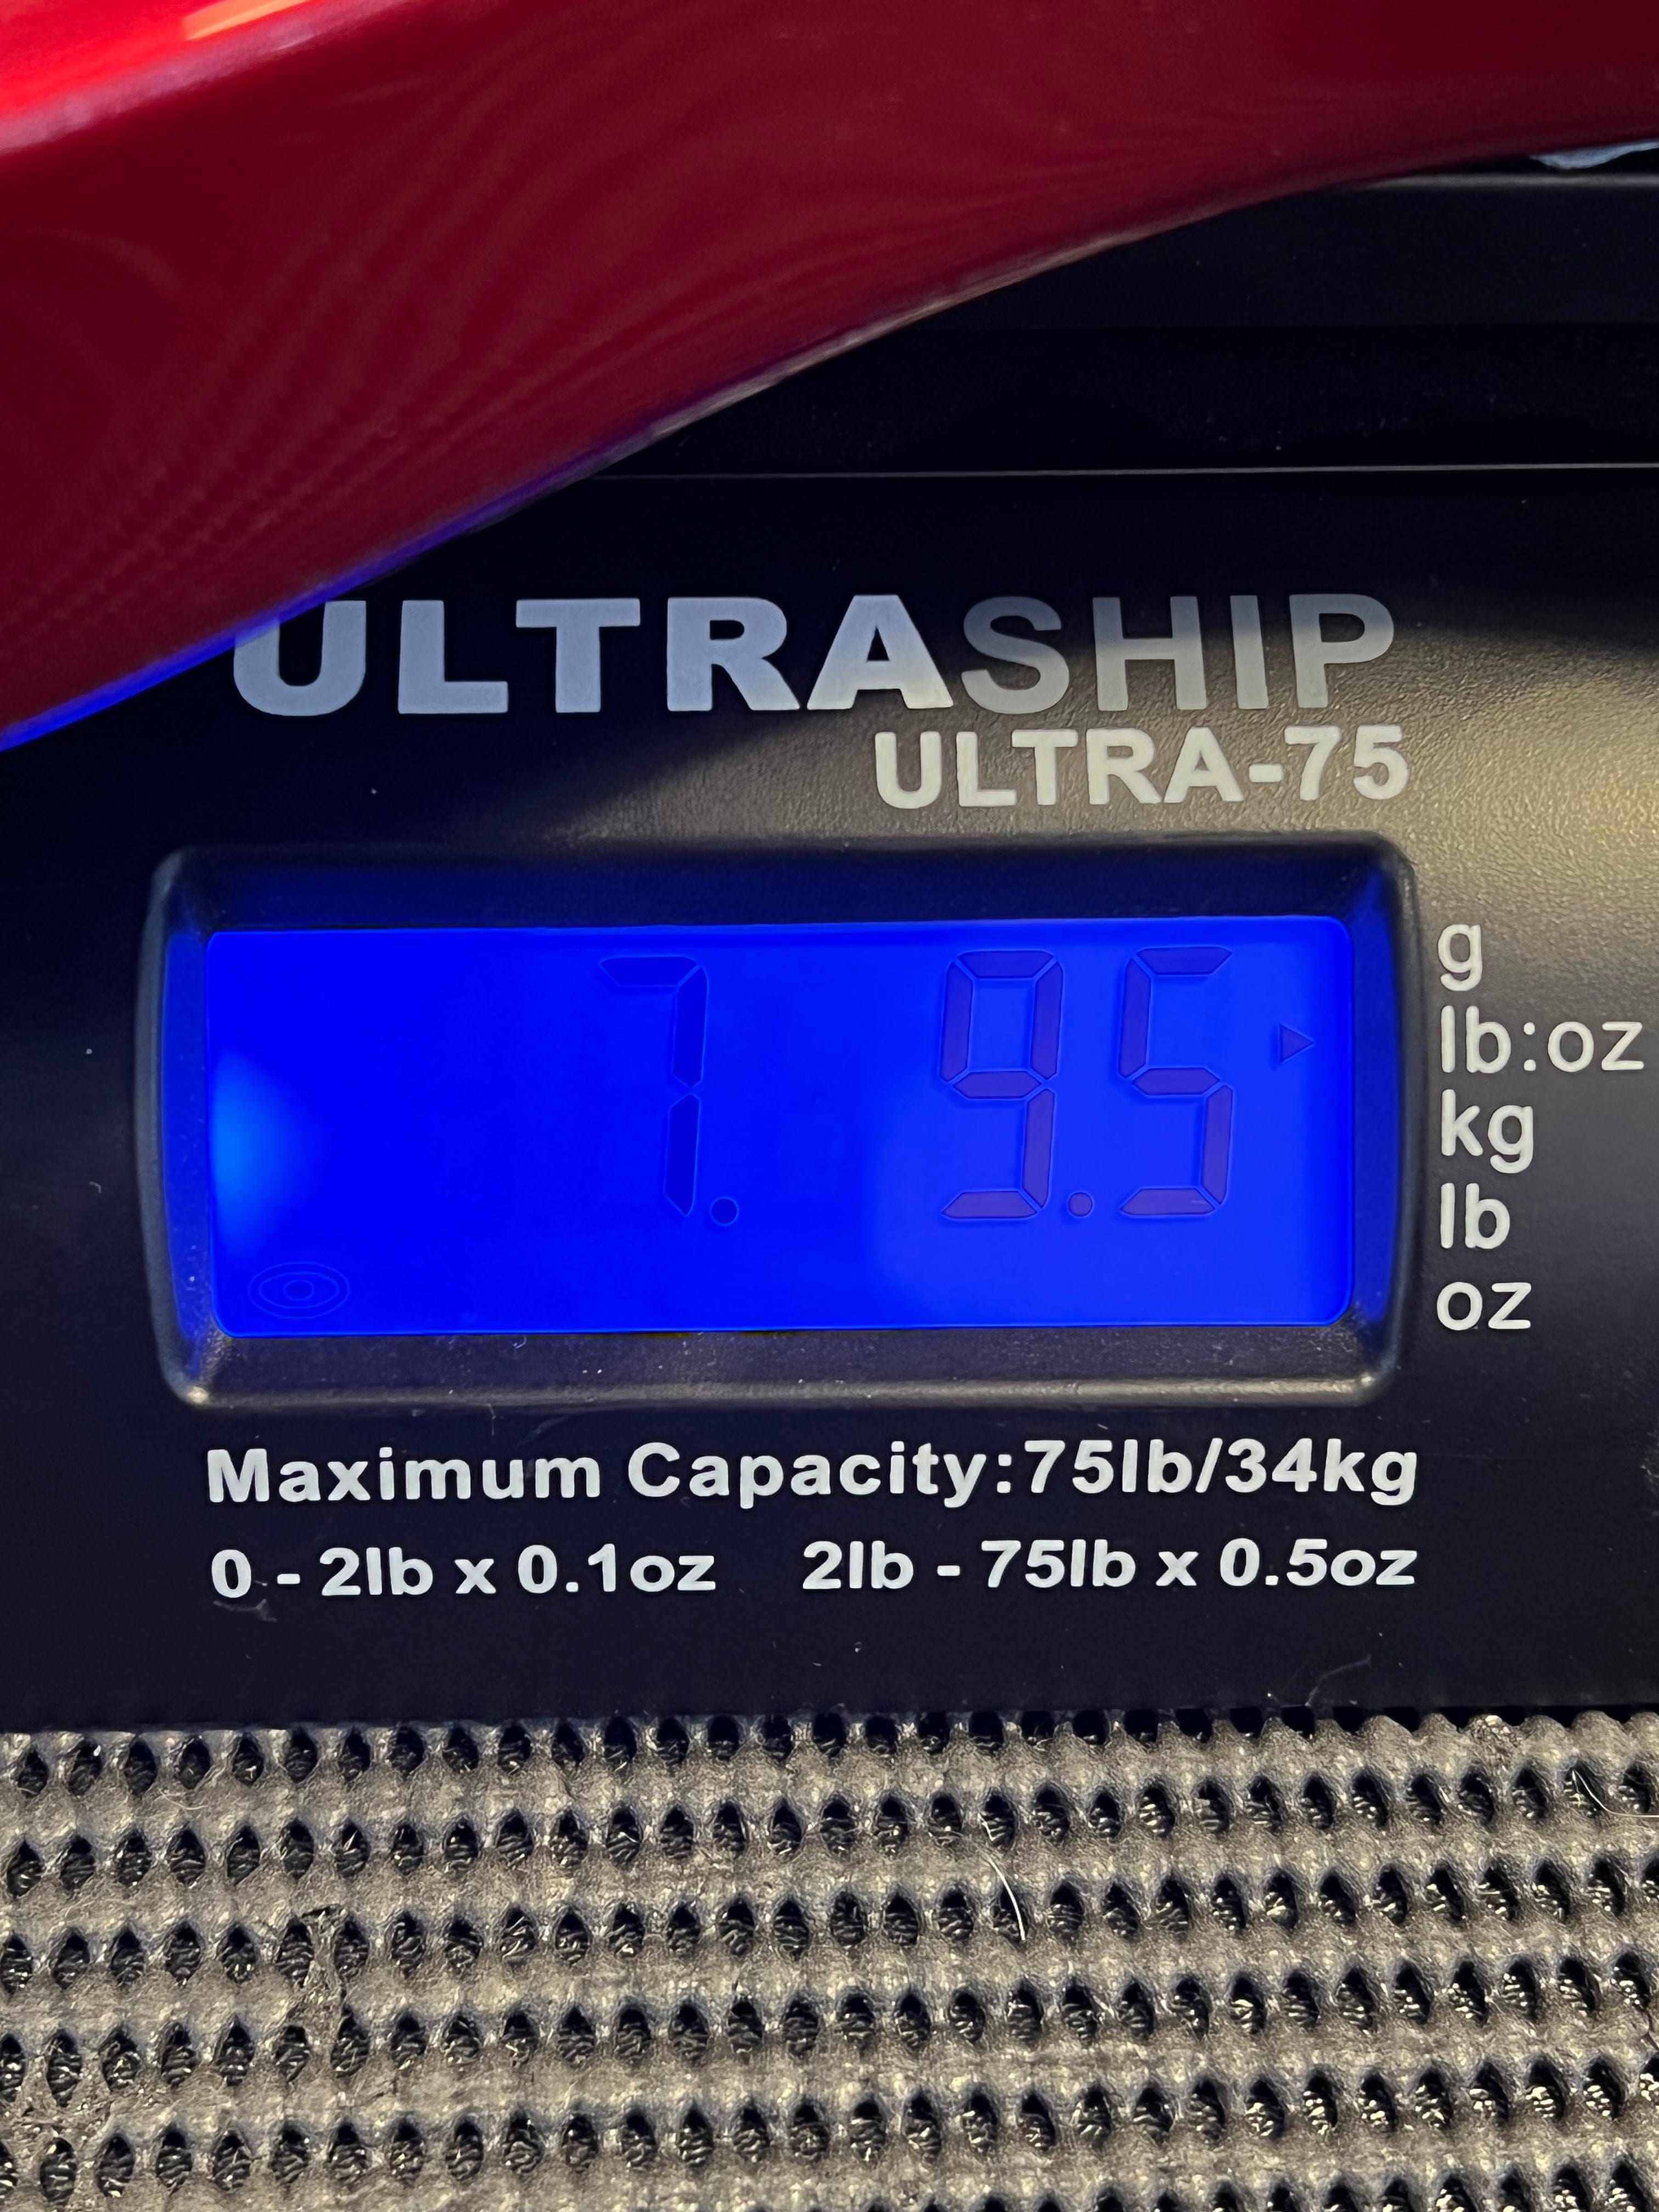 ULTRASHIP
ULTRA-75
7. 9.5
g
lb:oz
kg
lb
oz
Maximum Capacity:75lb/34kg
0 - 2lb x 0.1oz 2lb - 75lb x 0.5oz